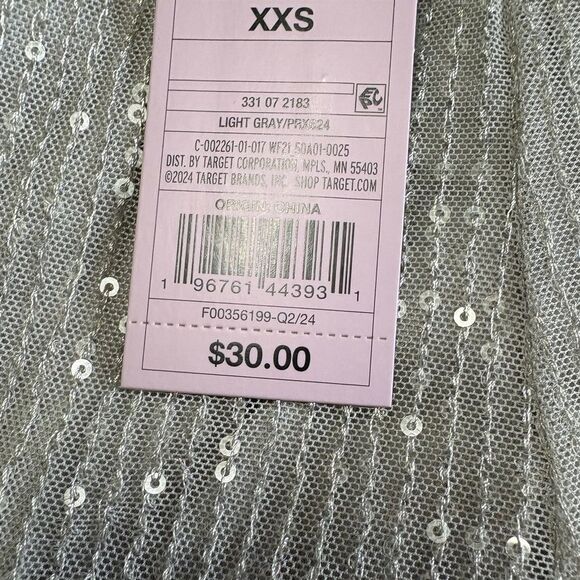 XXS
331 07 2183
EPC
LIGHT GRAY/PRX624
C-002261-01-017 WF21 50A01-0025
DIST. BY TARGET CORPORATION, MPLS., MN 55403
©2024 TARGET BRANDS, INC. SHOP TARGET.COM
ORIGIN: CHINA
1 96761 44393 1
F00356199-Q2/24
$30.00